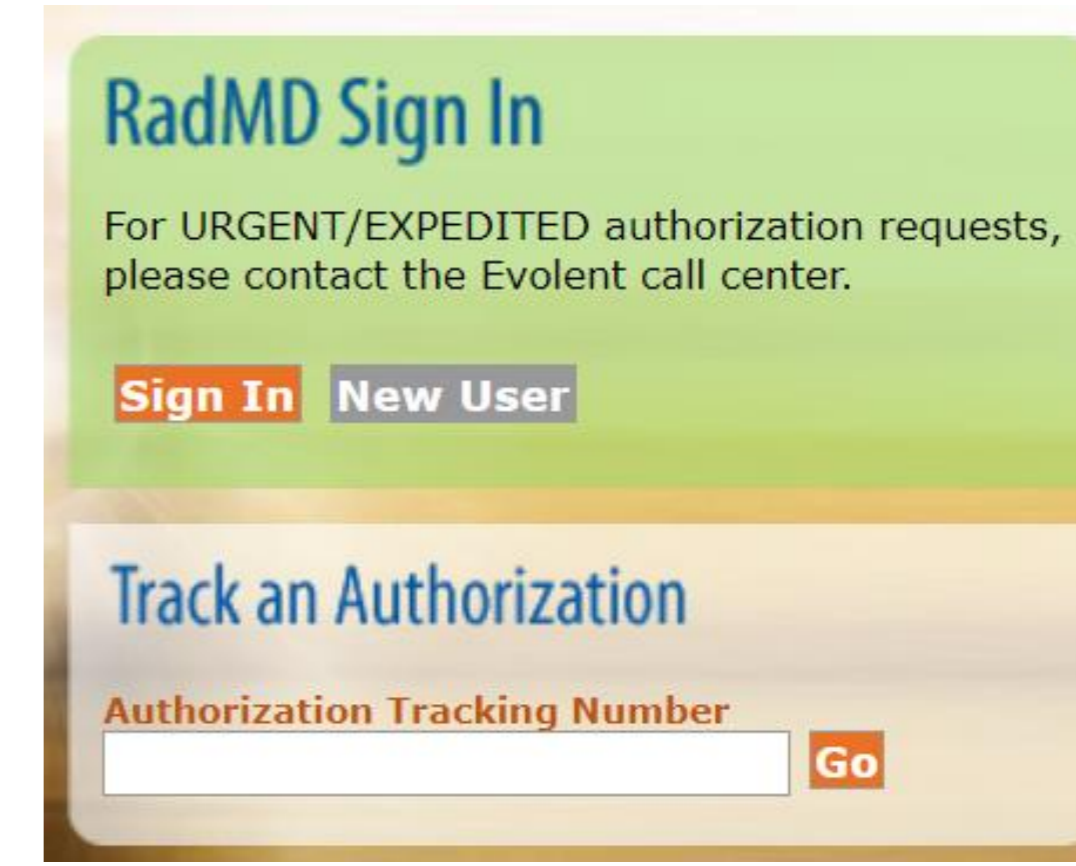 RadMD Sign In
For URGENT/EXPEDITED authorization requests,
please contact the Evolent call center.
Sign In New User
Track an Authorization
Authorization Tracking Number
Go